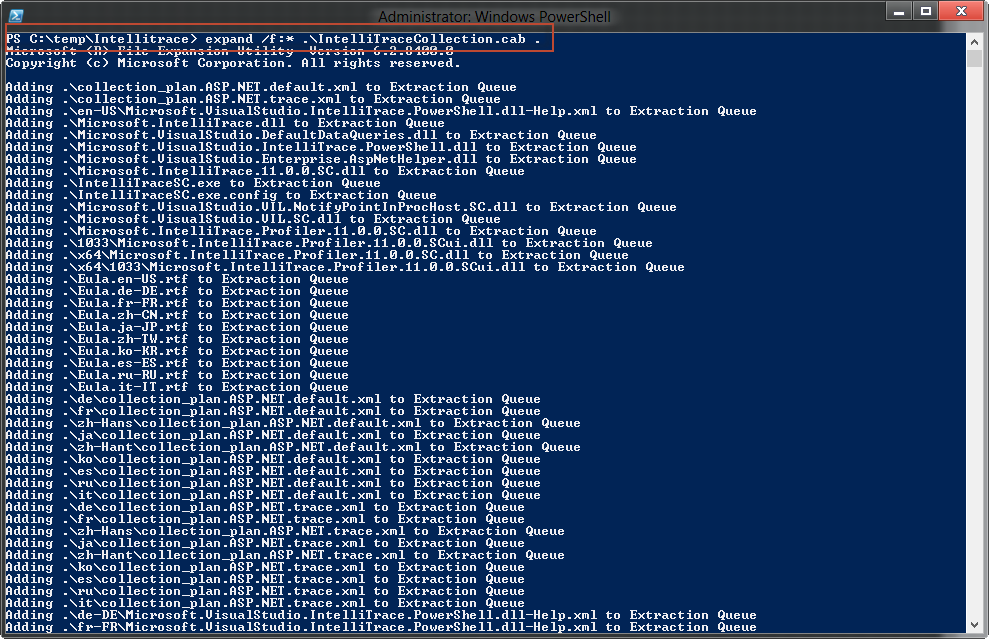 Administrator: Windows PowerShell
PS C:\temp\Intellitrace> expand /f:* .\IntelliTraceCollection.cab .
Microsoft (R) File Expansion Utility  Version 6.2.8400.0
Copyright (c) Microsoft Corporation. All rights reserved.
Adding .\collection_plan.ASP.NET.default.xml to Extraction Queue
Adding .\collection_plan.ASP.NET.trace.xml to Extraction Queue
Adding .\en-US\Microsoft.VisualStudio.IntelliTrace.PowerShell.dll-Help.xml to Extraction Queue
Adding .\Microsoft.IntelliTrace.dll to Extraction Queue
Adding .\Microsoft.VisualStudio.DefaultDataQueries.dll to Extraction Queue
Adding .\Microsoft.VisualStudio.IntelliTrace.PowerShell.dll to Extraction Queue
Adding .\Microsoft.VisualStudio.Enterprise.AspNetHelper.dll to Extraction Queue
Adding .\Microsoft.IntelliTrace.11.0.0.SC.dll to Extraction Queue
Adding .\IntelliTraceSC.exe to Extraction Queue
Adding .\IntelliTraceSC.exe.config to Extraction Queue
Adding .\Microsoft.VisualStudio.VIL.NotifyPointInProcHost.SC.dll to Extraction Queue
Adding .\Microsoft.VisualStudio.VIL.SC.dll to Extraction Queue
Adding .\Microsoft.IntelliTrace.Profiler.11.0.0.SC.dll to Extraction Queue
Adding .\1033\Microsoft.IntelliTrace.Profiler.11.0.0.SCui.dll to Extraction Queue
Adding .\x64\Microsoft.IntelliTrace.Profiler.11.0.0.SC.dll to Extraction Queue
Adding .\x64\1033\Microsoft.IntelliTrace.Profiler.11.0.0.SCui.dll to Extraction Queue
Adding .\Eula.en-US.rtf to Extraction Queue
Adding .\Eula.de-DE.rtf to Extraction Queue
Adding .\Eula.fr-FR.rtf to Extraction Queue
Adding .\Eula.zh-CN.rtf to Extraction Queue
Adding .\Eula.ja-JP.rtf to Extraction Queue
Adding .\Eula.zh-TW.rtf to Extraction Queue
Adding .\Eula.ko-KR.rtf to Extraction Queue
Adding .\Eula.es-ES.rtf to Extraction Queue
Adding .\Eula.ru-RU.rtf to Extraction Queue
Adding .\Eula.it-IT.rtf to Extraction Queue
Adding .\de\collection_plan.ASP.NET.default.xml to Extraction Queue
Adding .\fr\collection_plan.ASP.NET.default.xml to Extraction Queue
Adding .\zh-Hans\collection_plan.ASP.NET.default.xml to Extraction Queue
Adding .\ja\collection_plan.ASP.NET.default.xml to Extraction Queue
Adding .\zh-Hant\collection_plan.ASP.NET.default.xml to Extraction Queue
Adding .\ko\collection_plan.ASP.NET.default.xml to Extraction Queue
Adding .\es\collection_plan.ASP.NET.default.xml to Extraction Queue
Adding .\ru\collection_plan.ASP.NET.default.xml to Extraction Queue
Adding .\it\collection_plan.ASP.NET.default.xml to Extraction Queue
Adding .\de\collection_plan.ASP.NET.trace.xml to Extraction Queue
Adding .\fr\collection_plan.ASP.NET.trace.xml to Extraction Queue
Adding .\zh-Hans\collection_plan.ASP.NET.trace.xml to Extraction Queue
Adding .\ja\collection_plan.ASP.NET.trace.xml to Extraction Queue
Adding .\zh-Hant\collection_plan.ASP.NET.trace.xml to Extraction Queue
Adding .\ko\collection_plan.ASP.NET.trace.xml to Extraction Queue
Adding .\es\collection_plan.ASP.NET.trace.xml to Extraction Queue
Adding .\ru\collection_plan.ASP.NET.trace.xml to Extraction Queue
Adding .\it\collection_plan.ASP.NET.trace.xml to Extraction Queue
Adding .\de-DE\Microsoft.VisualStudio.IntelliTrace.PowerShell.dll-Help.xml to Extraction Queue
Adding .\fr-FR\Microsoft.VisualStudio.IntelliTrace.PowerShell.dll-Help.xml to Extraction Queue